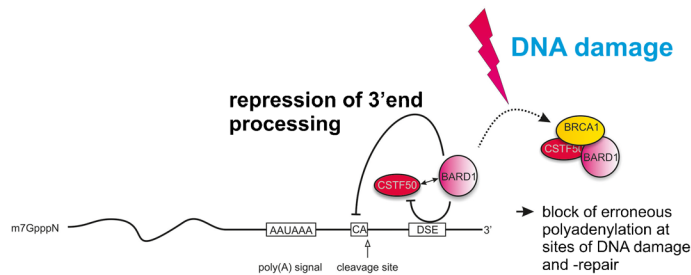 DNA damage
repression of 3'end
processing
BRCA1
CSTF50
BARD1
CSTF50
BARD1
m7GpppN
AAUAAA
CA
DSE
3'
poly(A) signal
cleavage site
block of erroneous
polyadenylation at
sites of DNA damage
and -repair